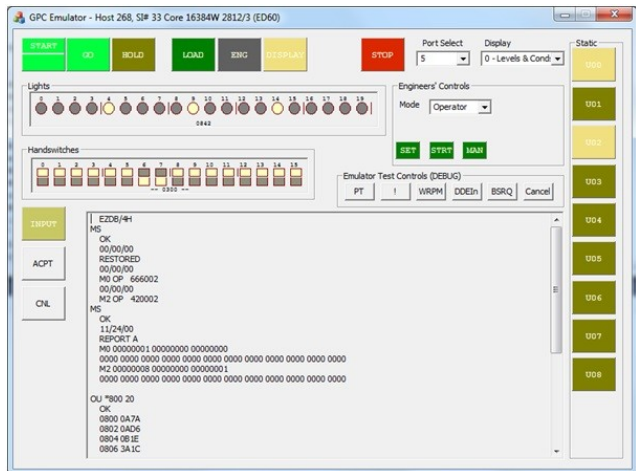 GPC Emulator - Host 268, SI# 33 Core 16384W 2812/3 (ED60)
START GO HOLD LOAD ENG DISPLAY STOP
Port Select
5
Display
0 - Levels & Cond
Static
U00
U01
U02
U03
U04
U05
U06
U07
U08
Lights
0 1 2 3 4 5 6 7 8 9 10 11 12 13 14 15 16 17 18 19
0842
Engineers' Controls
Mode Operator
SET STRT MAN
Handswitches
0 1 2 3 4 5 6 7 8 9 10 11 12 13 14 15
-- 0300 --
Emulator Test Controls (DEBUG)
PT ! WRPM DDEIn BSRQ Cancel
INPUT
ACPT
CNL
EZDB/4H
MS
OK
00/00/00
RESTORED
00/00/00
M0 OP 666002
00/00/00
M2 OP 420002
MS
OK
11/24/00
REPORT A
M0 00000001 00000000 00000000
0000 0000 0000 0000 0000 0000 0000 0000 0000 0000 0000 0000
M2 00000008 00000000 00000001
0000 0000 0000 0000 0000 0000 0000 0000 0000 0000 0000 0000
OU *800 20
OK
0800 0A7A
0802 0AD6
0804 0B1E
0806 3A1C